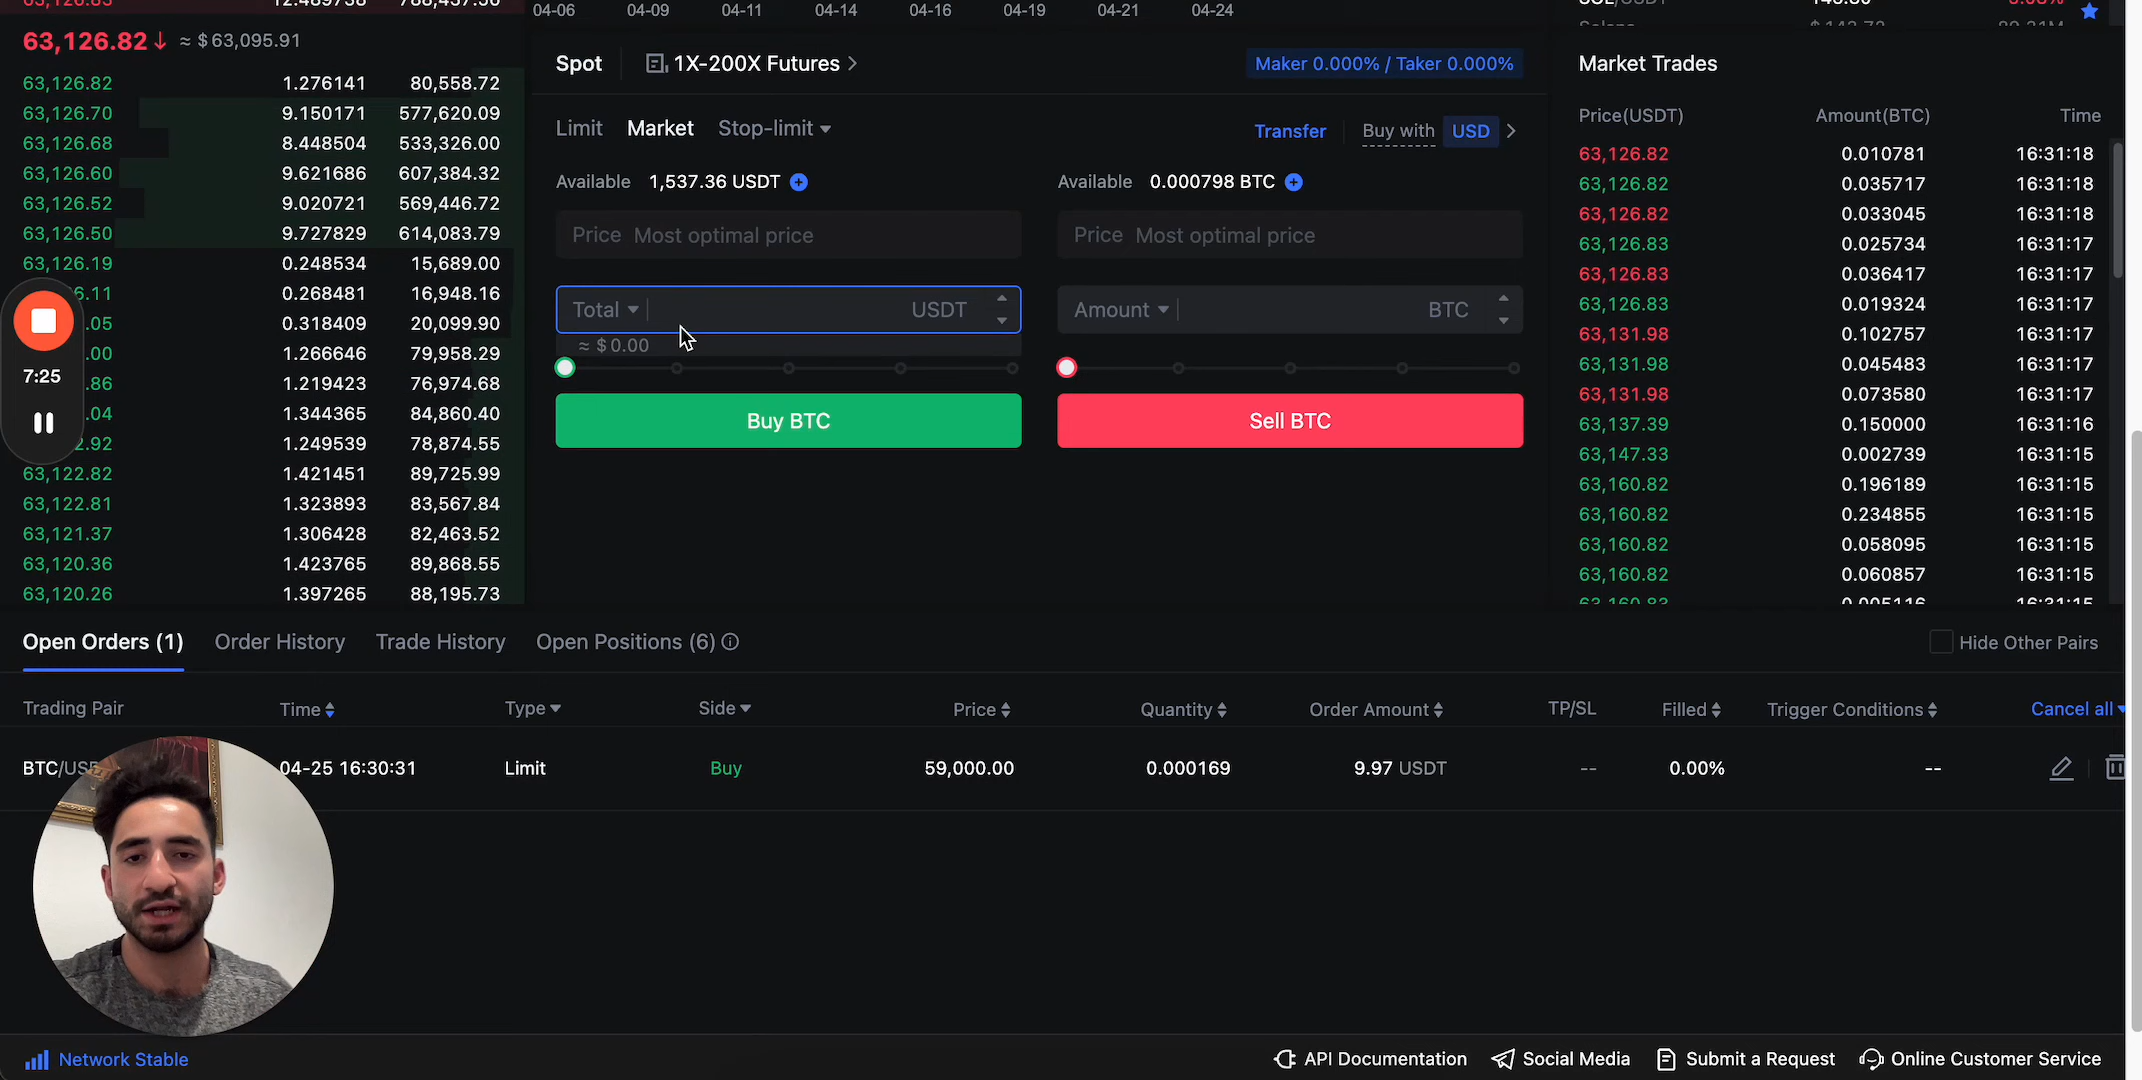 04-06 04-09 04-11 04-14 04-16 04-19 04-21 04-24
63,126.82↓ ≈ $63,095.91
63,126.82 1.276141 80,558.72
63,126.70 9.150171 577,620.09
63,126.68 8.448504 533,326.00
63,126.60 9.621686 607,384.32
63,126.52 9.020721 569,446.72
63,126.50 9.727829 614,083.79
63,126.19 0.248534 15,689.00
6.11 0.268481 16,948.16
.05 0.318409 20,099.90
.00 1.266646 79,958.29
.86 1.219423 76,974.68
.04 1.344365 84,860.40
2.92 1.249539 78,874.55
63,122.82 1.421451 89,725.99
63,122.81 1.323893 83,567.84
63,121.37 1.306428 82,463.52
63,120.36 1.423765 89,868.55
63,120.26 1.397265 88,195.73
7:25
Spot 1X-200X Futures > Maker 0.000% / Taker 0.000%
Limit Market Stop-limit Transfer Buy with USD >
Available 1,537.36 USDT Available 0.000798 BTC
Price Most optimal price Price Most optimal price
Total USDT Amount BTC
≈ $0.00
Buy BTC Sell BTC
Market Trades
Price(USDT) Amount(BTC) Time
63,126.82 0.010781 16:31:18
63,126.82 0.035717 16:31:18
63,126.82 0.033045 16:31:18
63,126.83 0.025734 16:31:17
63,126.83 0.036417 16:31:17
63,126.83 0.019324 16:31:17
63,131.98 0.102757 16:31:17
63,131.98 0.045483 16:31:17
63,131.98 0.073580 16:31:17
63,137.39 0.150000 16:31:16
63,147.33 0.002739 16:31:15
63,160.82 0.196189 16:31:15
63,160.82 0.234855 16:31:15
63,160.82 0.058095 16:31:15
63,160.82 0.060857 16:31:15
63,160.83 0.005116 16:31:15
Open Orders (1) Order History Trade History Open Positions (6) Hide Other Pairs
Trading Pair Time Type Side Price Quantity Order Amount TP/SL Filled Trigger Conditions Cancel all
BTC/US 04-25 16:30:31 Limit Buy 59,000.00 0.000169 9.97 USDT -- 0.00% --
Network Stable API Documentation Social Media Submit a Request Online Customer Service